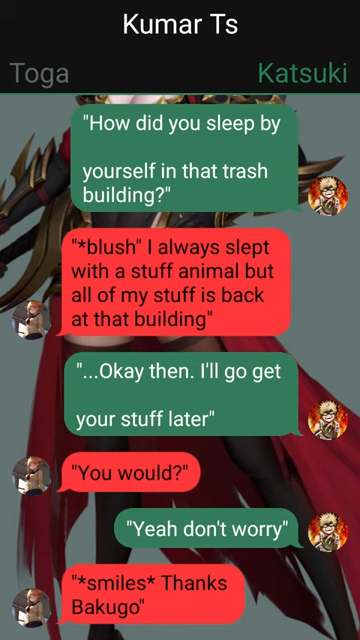 Kumar Ts
Toga
Katsuki
"How did you sleep by
yourself in that trash
building?"
"*blush" I always slept
with a stuff animal but
all of my stuff is back
at that building"
"...Okay then. I'll go get
your stuff later"
"You would?"
"Yeah don't worry"
"*smiles* Thanks
Bakugo"